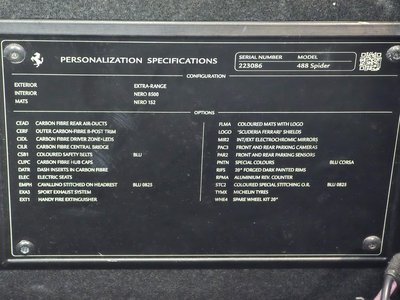 PERSONALIZATION SPECIFICATIONS
SERIAL NUMBER MODEL
223086 488 Spider
CONFIGURATION
EXTERIOR EXTRA-RANGE
INTERIOR NERO 8500
MATS NERO 152
OPTIONS
CEAD CARBON FIBRE REAR AIR-DUCTS
CERF OUTER CARBON-FIBRE B-POST TRIM
CIDL CARBON FIBRE DRIVER ZONE+LEDS
CILR CARBON FIBRE CENTRAL BRIDGE
CSB1 COLOURED SAFETY BELTS BLU
CUPC CARBON FIBRE HUB CAPS
DATR DASH INSERTS IN CARBON FIBRE
ELEC ELECTRIC SEATS
EMPH CAVALLINO STITCHED ON HEADREST BLU 0823
EXA3 SPORT EXHAUST SYSTEM
EXT1 HANDY FIRE EXTINGUISHER
FLMA COLOURED MATS WITH LOGO
LOGO "SCUDERIA FERRARI" SHIELDS
MIR2 INT/EXT ELECTROCHROMIC MIRRORS
PAC3 FRONT AND REAR PARKING CAMERAS
PAR2 FRONT AND REAR PARKING SENSORS
PNTN SPECIAL COLOURS BLU CORSA
RIFS 20" FORGED DARK PAINTED RIMS
RPMA ALUMINIUM REV. COUNTER
STC2 COLOURED SPECIAL STITCHING O.R. BLU 0823
TYMX MICHELIN TYRES
WHE4 SPARE WHEEL KIT 20"